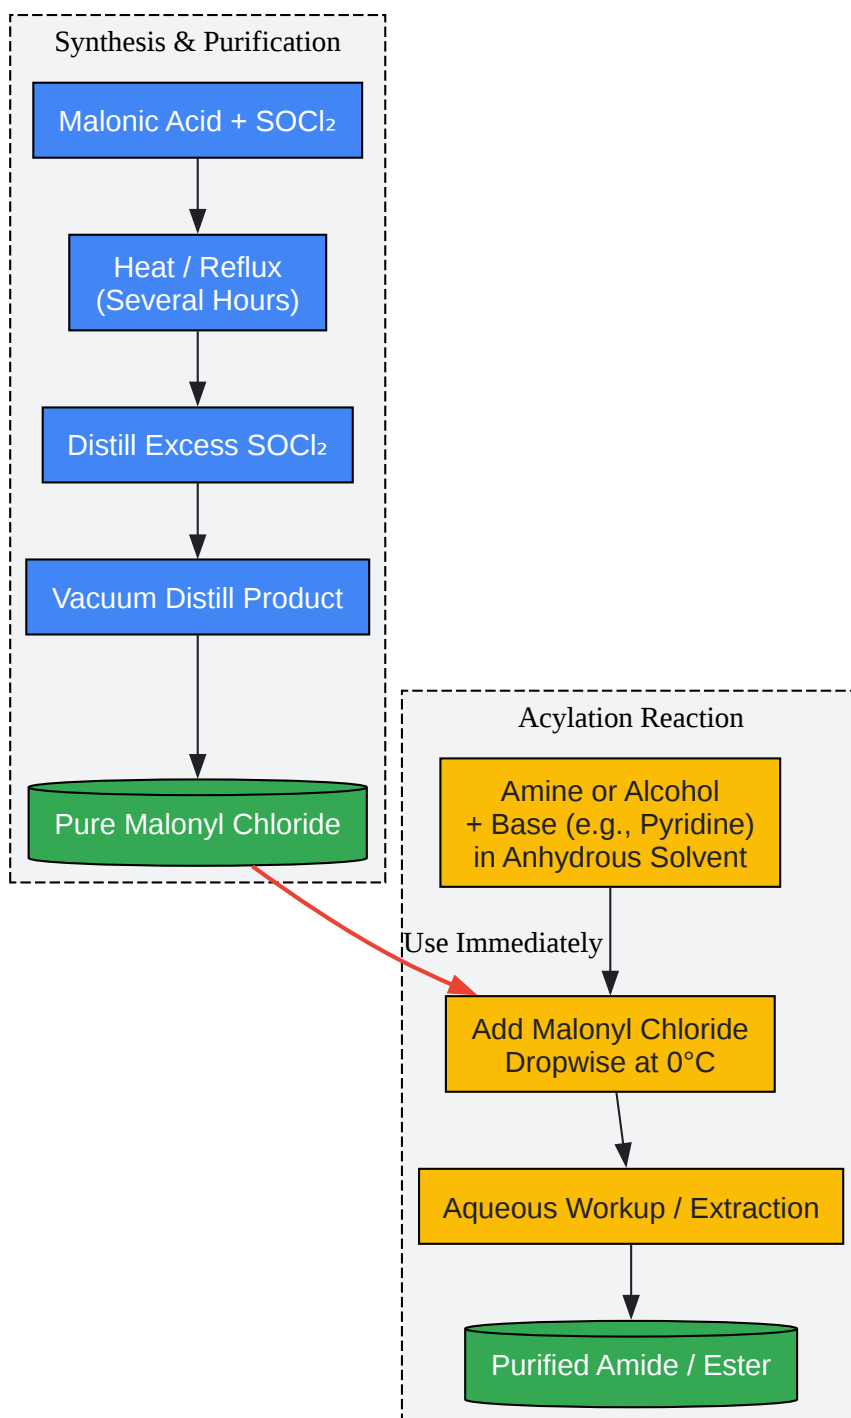 Synthesis & Purification
Malonic Acid + SOCl₂
Heat / Reflux
(Several Hours)
Distill Excess SOCl₂
Vacuum Distill Product
Pure Malonyl Chloride
Acylation Reaction
Amine or Alcohol
+ Base (e.g., Pyridine)
in Anhydrous Solvent
Use Immediately
Add Malonyl Chloride
Dropwise at 0°C
Aqueous Workup / Extraction
Purified Amide / Ester